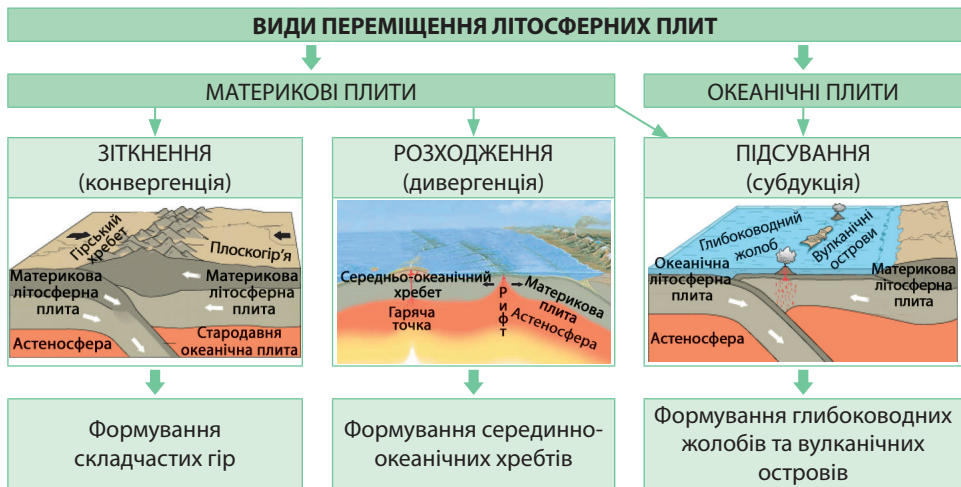 ВИДИ ПЕРЕМІЩЕННЯ ЛІТОСФЕРНИХ ПЛИТ
МАТЕРИКОВІ ПЛИТИ
ОКЕАНІЧНІ ПЛИТИ
ЗІТКНЕННЯ
(конвергенція)
Гірський
хребет
Плоскогір’я
Материкова
літосферна
плита
Материкова
літосферна
плита
Астеносфера
Стародавня
океанічна плита
Формування
складчастих гір
РОЗХОДЖЕННЯ
(дивергенція)
Середньо-океанічний
хребет
Рифт
Материкова
плита
Гаряча
точка
Астеносфера
Формування серединно-
океанічних хребтів
ПІДСУВАННЯ
(субдукція)
Глибоководний
жолоб
Вулканічні
острови
Океанічна
літосферна
плита
Материкова
літосферна
плита
Астеносфера
Формування глибоководних
жолобів та вулканічних
островів